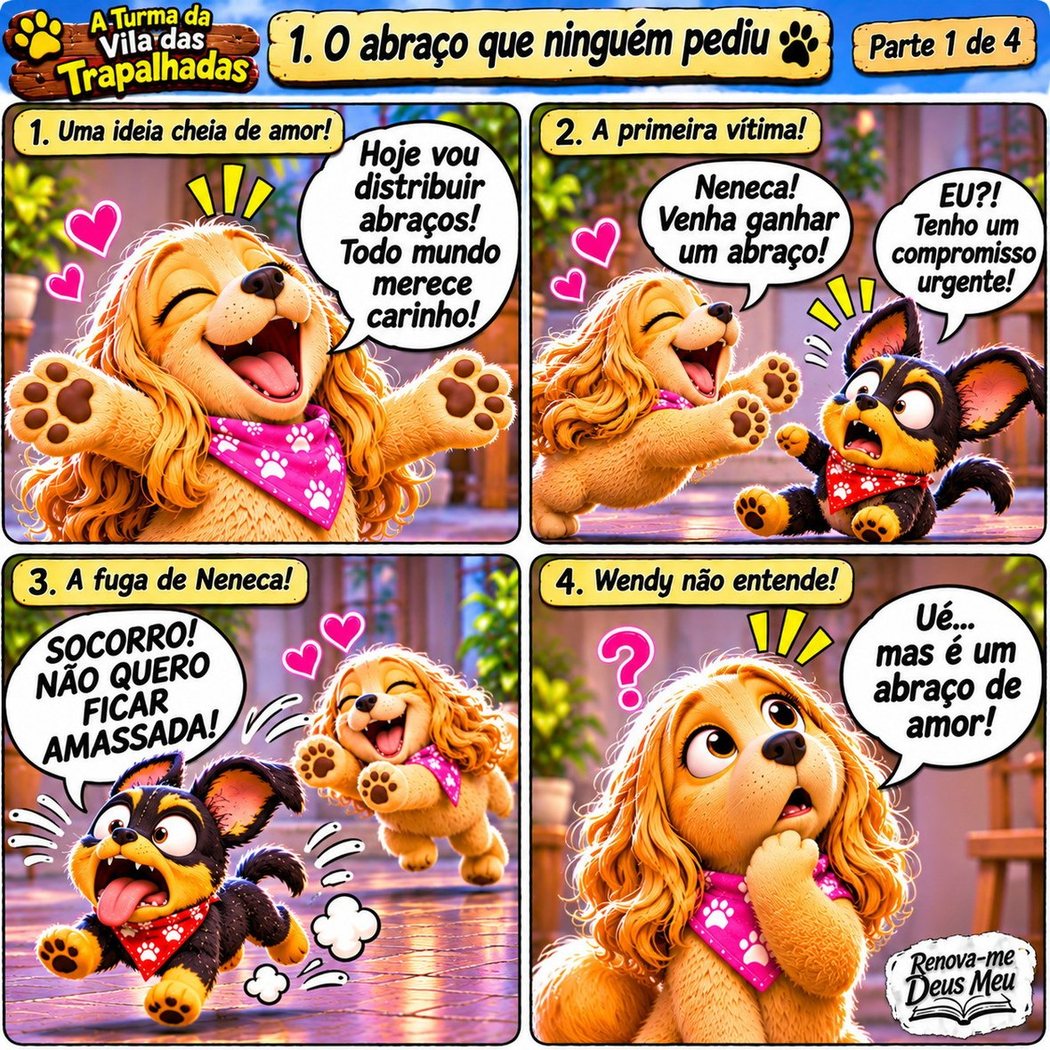 A Turma da
Vila das
Trapalhadas
1. O abraço que ninguém pediu
Parte 1 de 4
1. Uma ideia cheia de amor!
Hoje vou
distribuir
abraços!
Todo mundo
merece
carinho!
2. A primeira vítima!
Neneca!
Venha ganhar
um abraço!
EU?!
Tenho um
compromisso
urgente!
3. A fuga de Neneca!
SOCORRO!
NÃO QUERO
FICAR
AMASSADA!
4. Wendy não entende!
?
Ué...
mas é um
abraço de
amor!
Renova-me
Deus Meu